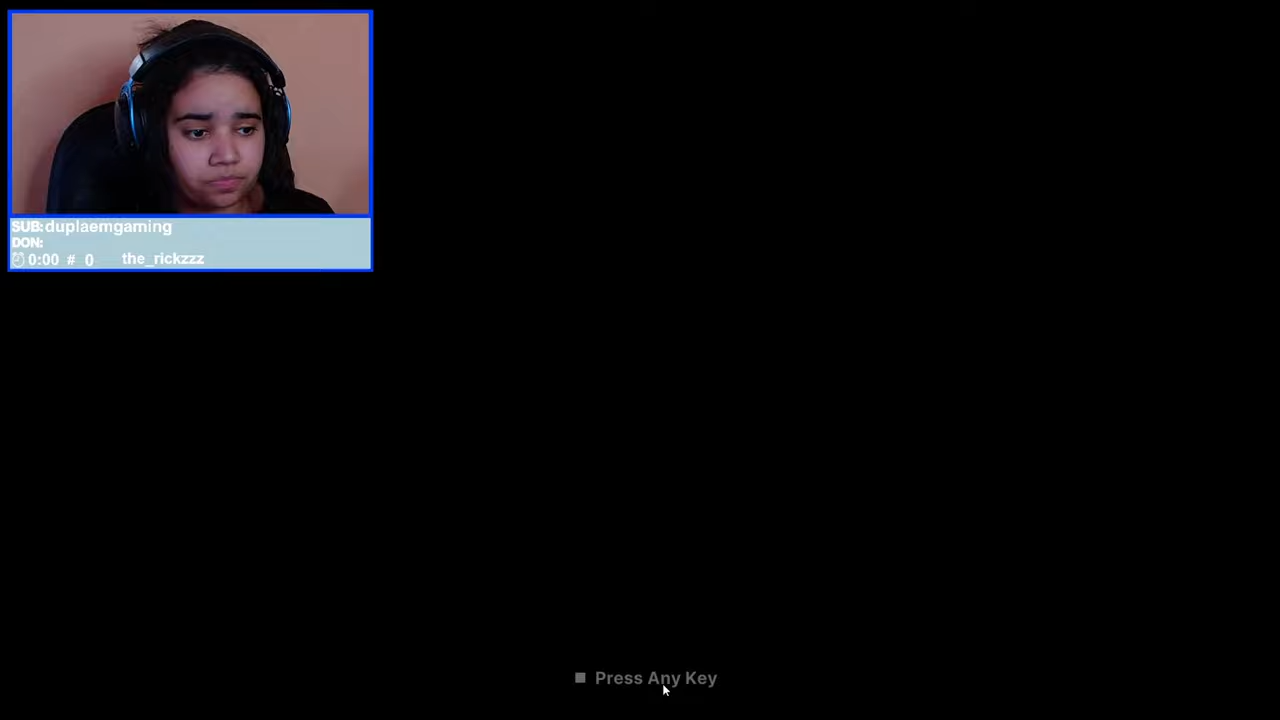 SUB: duplaemgaming
DON:
0:00 # 0 the_rickzzz
Press Any Key